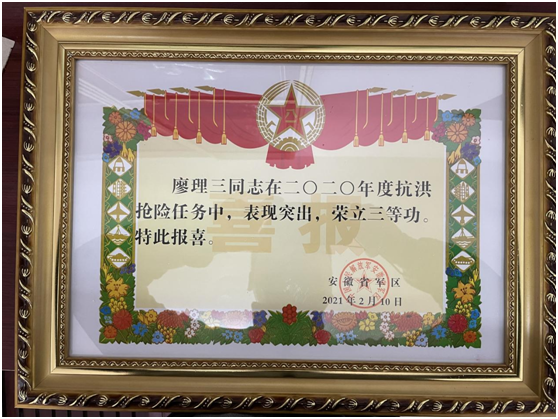 廖理三同志在二〇二〇年度抗洪
抢险任务中，表现突出，荣立三等功。
特此报喜。
喜报
安徽省军区
2021年2月10日